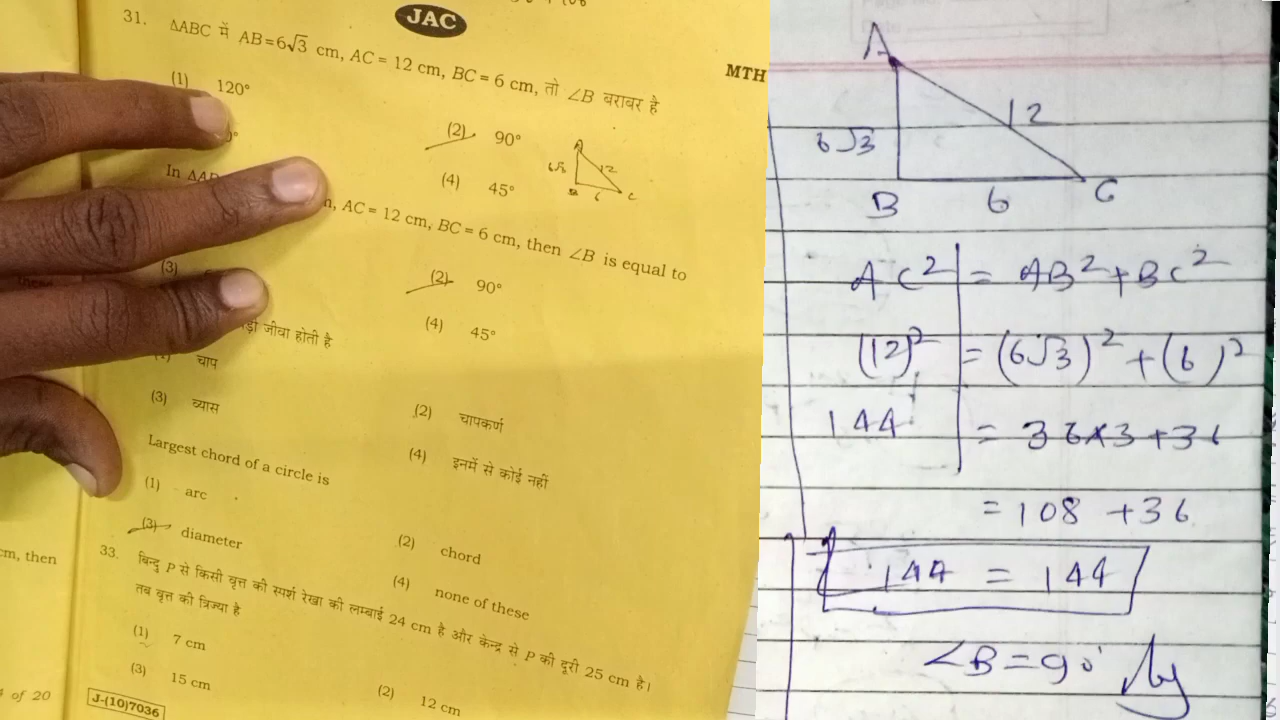 JAC
MTH
31. ΔABC में AB=6√3 cm, AC = 12 cm, BC = 6 cm, तो ∠B बराबर है
(1) 120°
(2) 90°
0°
(4) 45°
A
6√3
12
B
6
C
In
, AC = 12 cm, BC = 6 cm, then ∠B is equal to
(3)
(2) 90°
(4) 45°
जीवा होती है
चाप
(3) व्यास
(2) चापकर्ण
(4) इनमें से कोई नहीं
Largest chord of a circle is
(1) arc
(3) diameter
(2) chord
(4) none of these
33. बिन्दु P से किसी वृत्त की स्पर्श रेखा की लम्बाई 24 cm है और केन्द्र से P की दूरी 25 cm है।
तब वृत्त की त्रिज्या है
(1) 7 cm
(3) 15 cm
(2) 12 cm
cm, then
of 20
J-(10)7036
A
12
6√3
B
6
C
AC² = AB² + BC²
(12)² = (6√3)² + (6)²
144 = 36×3+36
= 108 + 36
144 = 144
∠B = 90°